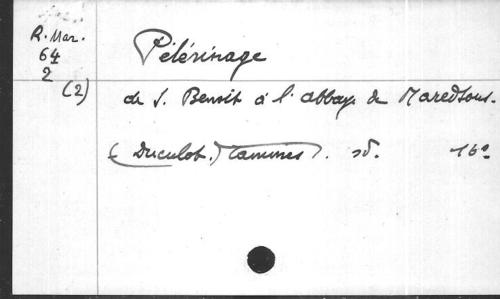 R. Mar.
64
2
(2)
Pélérinage
de S. Benoit à l'abbaye de Maredsous.
(Duculot.) Tamines). sd. 16°